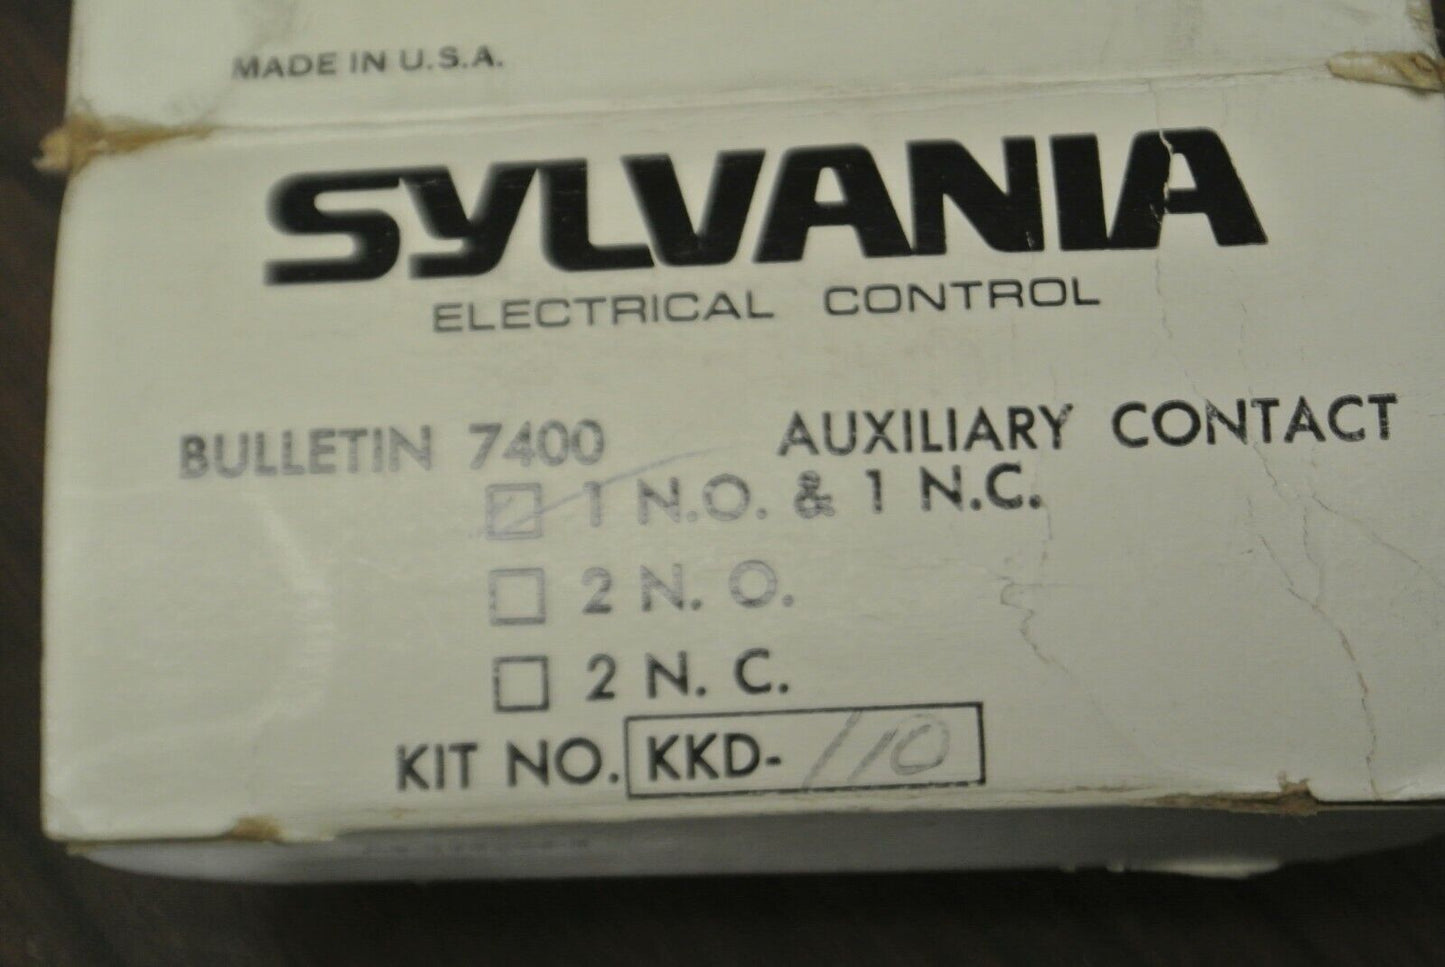 MADE IN U.S.A.
SYLVANIA
ELECTRICAL CONTROL
BULLETIN 7400 AUXILIARY CONTACT
1 N.O. & 1 N.C.
2 N. O.
2 N. C.
KIT NO. KKD-110